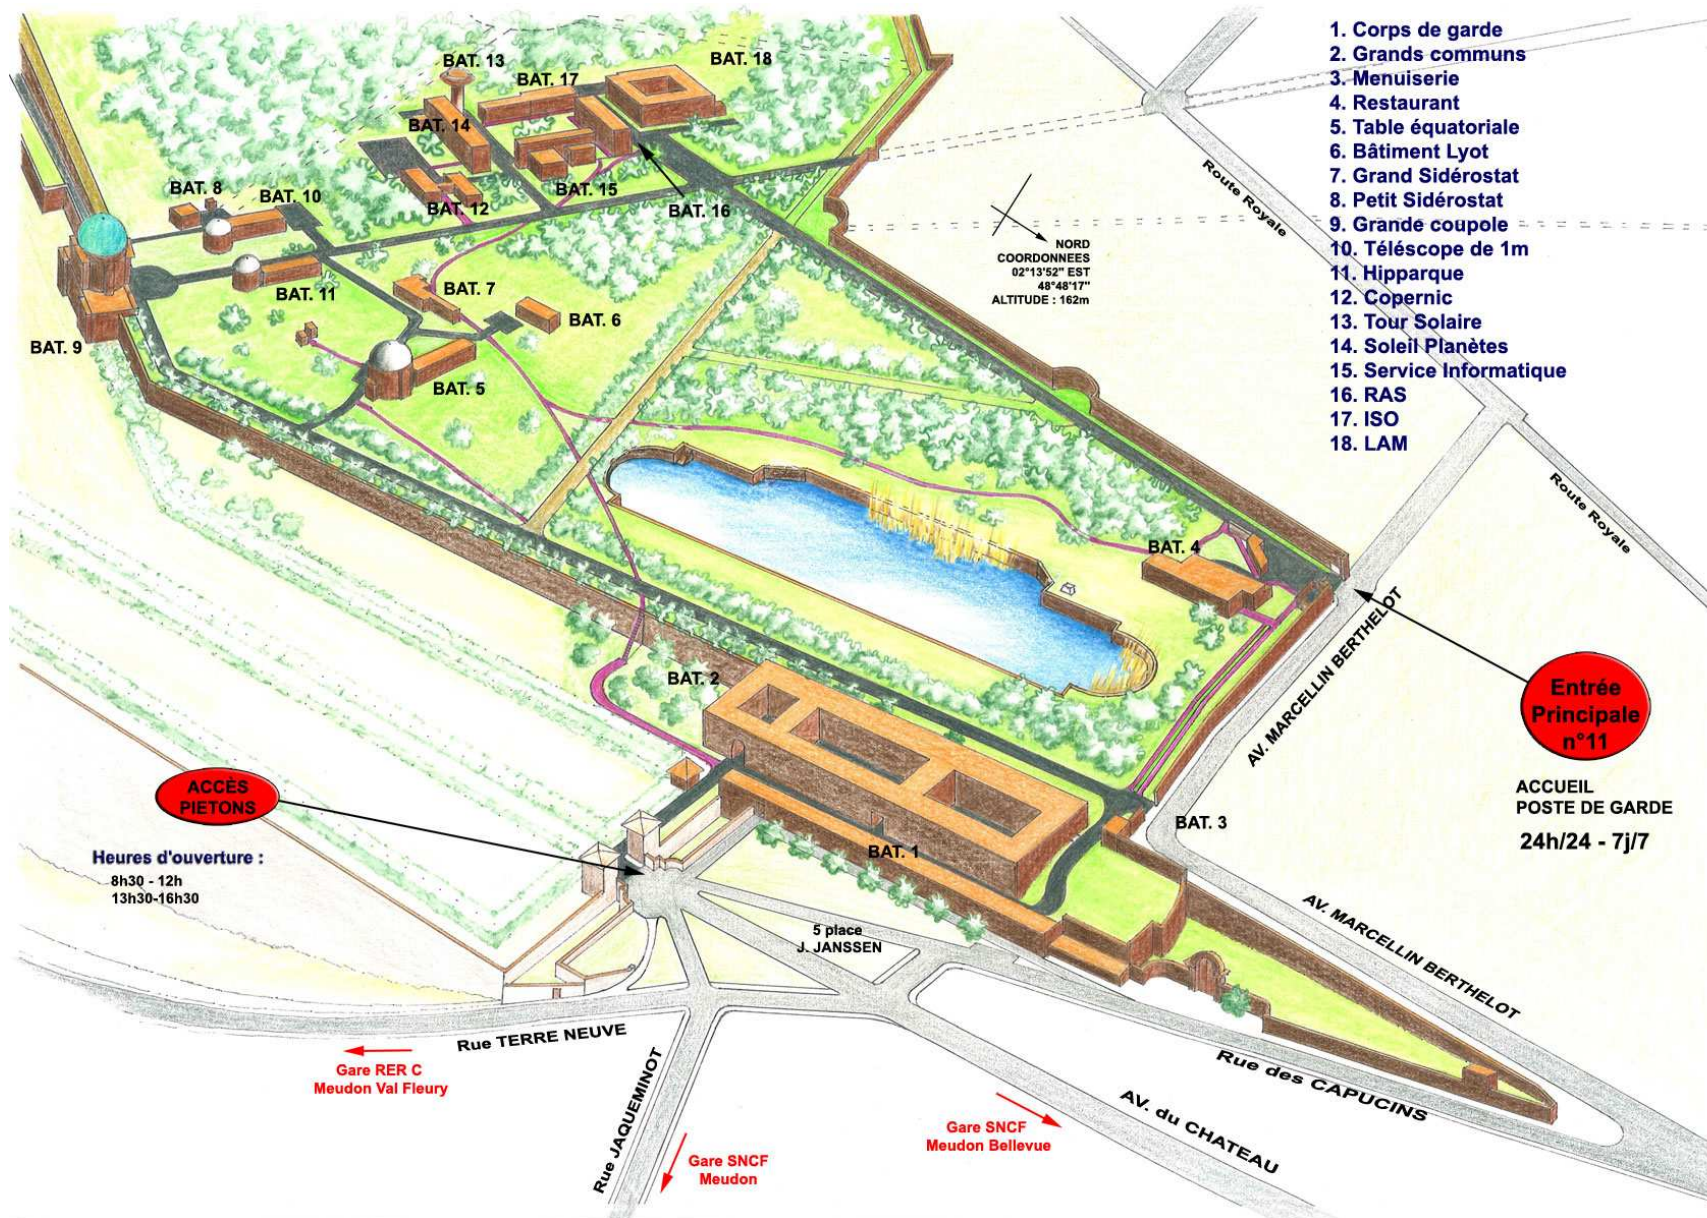 1. Corps de garde
2. Grands communs
3. Menuiserie
4. Restaurant
5. Table équatoriale
6. Bâtiment Lyot
7. Grand Sidérostat
8. Petit Sidérostat
9. Grande coupole
10. Téléscope de 1m
11. Hipparque
12. Copernic
13. Tour Solaire
14. Soleil Planètes
15. Service Informatique
16. RAS
17. ISO
18. LAM
BAT. 13
BAT. 17
BAT. 18
BAT. 14
BAT. 8
BAT. 10
BAT. 12
BAT. 15
BAT. 16
Route Royale
NORD
COORDONNEES
02°13'52" EST
48°48'17"
ALTITUDE : 162m
BAT. 11
BAT. 7
BAT. 6
BAT. 9
BAT. 5
Route Royale
BAT. 4
AV. MARCELLIN BERTHELOT
Entrée
Principale
n°11
ACCUEIL
POSTE DE GARDE
24h/24 - 7j/7
BAT. 2
ACCÈS
PIETONS
Heures d'ouverture :
8h30 - 12h
13h30-16h30
BAT. 3
BAT. 1
AV. MARCELLIN BERTHELOT
5 place
J. JANSSEN
Rue TERRE NEUVE
Gare RER C
Meudon Val Fleury
Rue JAQUEMINOT
Gare SNCF
Meudon
Gare SNCF
Meudon Bellevue
AV. du CHATEAU
Rue des CAPUCINS